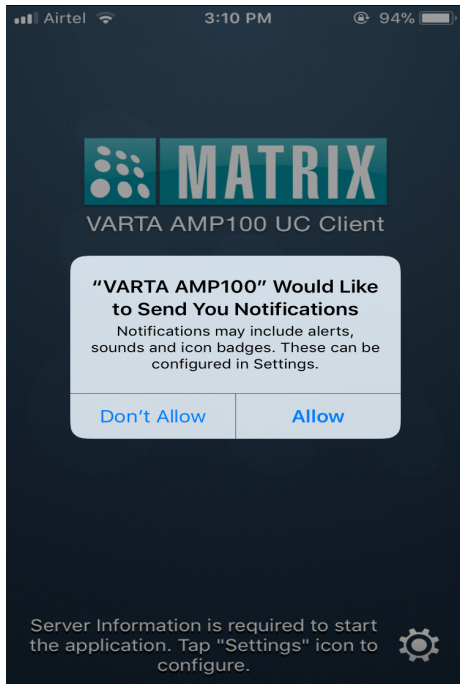 Airtel 3:10 PM 94%
MATRIX
VARTA AMP100 UC Client
“VARTA AMP100” Would Like
to Send You Notifications
Notifications may include alerts,
sounds and icon badges. These can be
configured in Settings.
Don’t Allow Allow
Server Information is required to start
the application. Tap "Settings" icon to
configure.